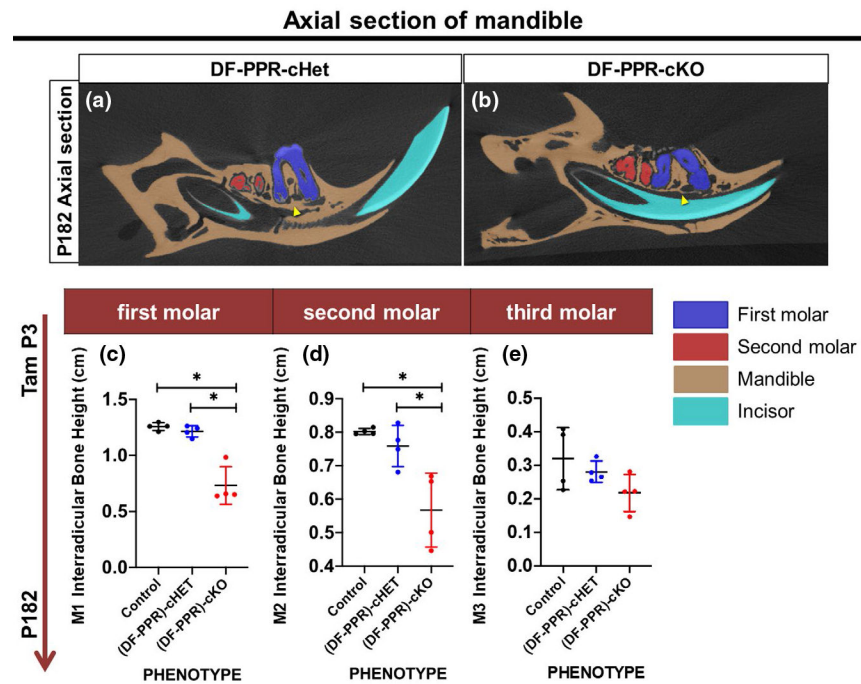 Axial section of mandible
DF-PPR-cHet
DF-PPR-cKO
P182 Axial section
(a)
(b)
first molar
second molar
third molar
Tam P3
P182
(c)
M1 Interradicular Bone Height (cm)
1.5
1.0
0.5
0.0
*
*
Control
(DF-PPR)-cHET
(DF-PPR)-cKO
PHENOTYPE
(d)
M2 Interradicular Bone Height (cm)
0.9
0.8
0.7
0.6
0.5
0.4
*
*
Control
(DF-PPR)-cHET
(DF-PPR)-cKO
PHENOTYPE
(e)
M3 Interradicular Bone Height (cm)
0.5
0.4
0.3
0.2
0.1
0.0
Control
(DF-PPR)-cHET
(DF-PPR)-cKO
PHENOTYPE
First molar
Second molar
Mandible
Incisor